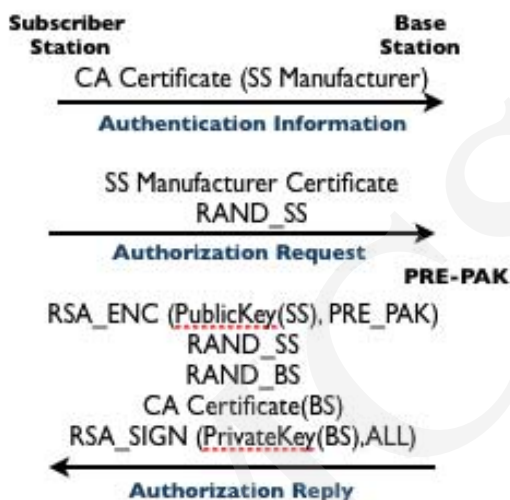 Subscriber Station
Base Station
CA Certificate (SS Manufacturer)
Authentication Information
SS Manufacturer Certificate
RAND_SS
Authorization Request
PRE-PAK
RSA_ENC (PublicKey(SS), PRE_PAK)
RAND_SS
RAND_BS
CA Certificate(BS)
RSA_SIGN (PrivateKey(BS),ALL)
Authorization Reply